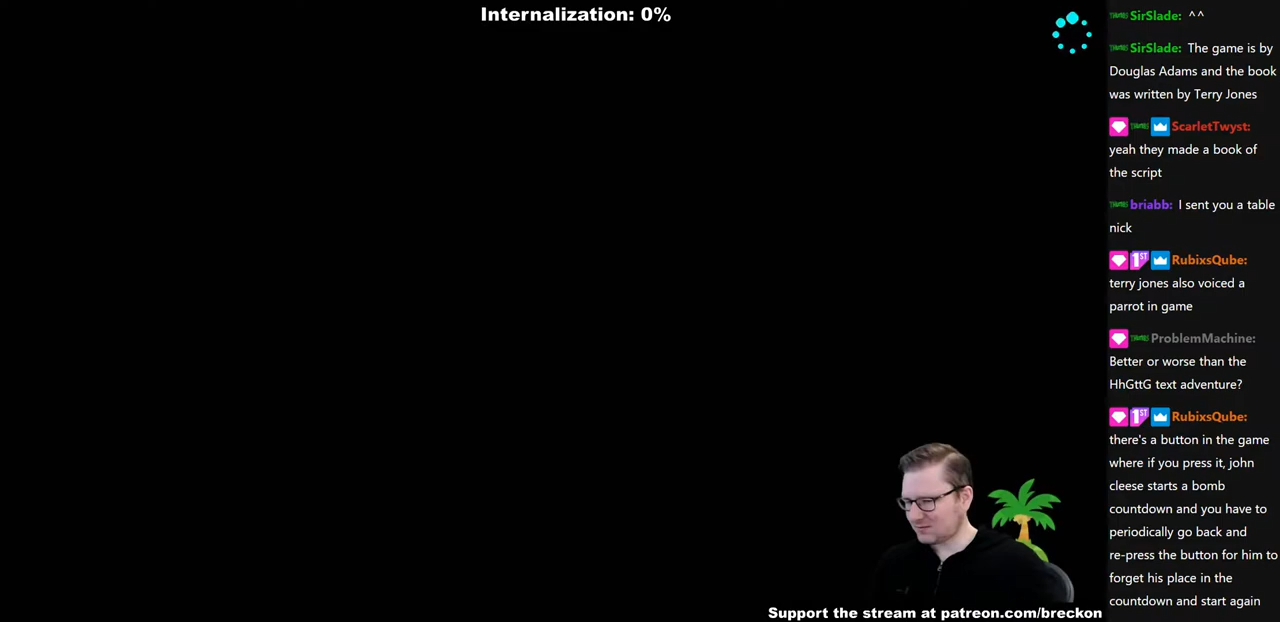 Internalization: 0%
SirSlade: ^^
SirSlade: The game is by
Douglas Adams and the book
was written by Terry Jones
ScarletTwyst:
yeah they made a book of
the script
briabb: I sent you a table
nick
1ST RubixsQube:
terry jones also voiced a
parrot in game
ProblemMachine:
Better or worse than the
HhGttG text adventure?
1ST RubixsQube:
there's a button in the game
where if you press it, john
cleese starts a bomb
countdown and you have to
periodically go back and
re-press the button for him to
forget his place in the
countdown and start again
Support the stream at patreon.com/breckon